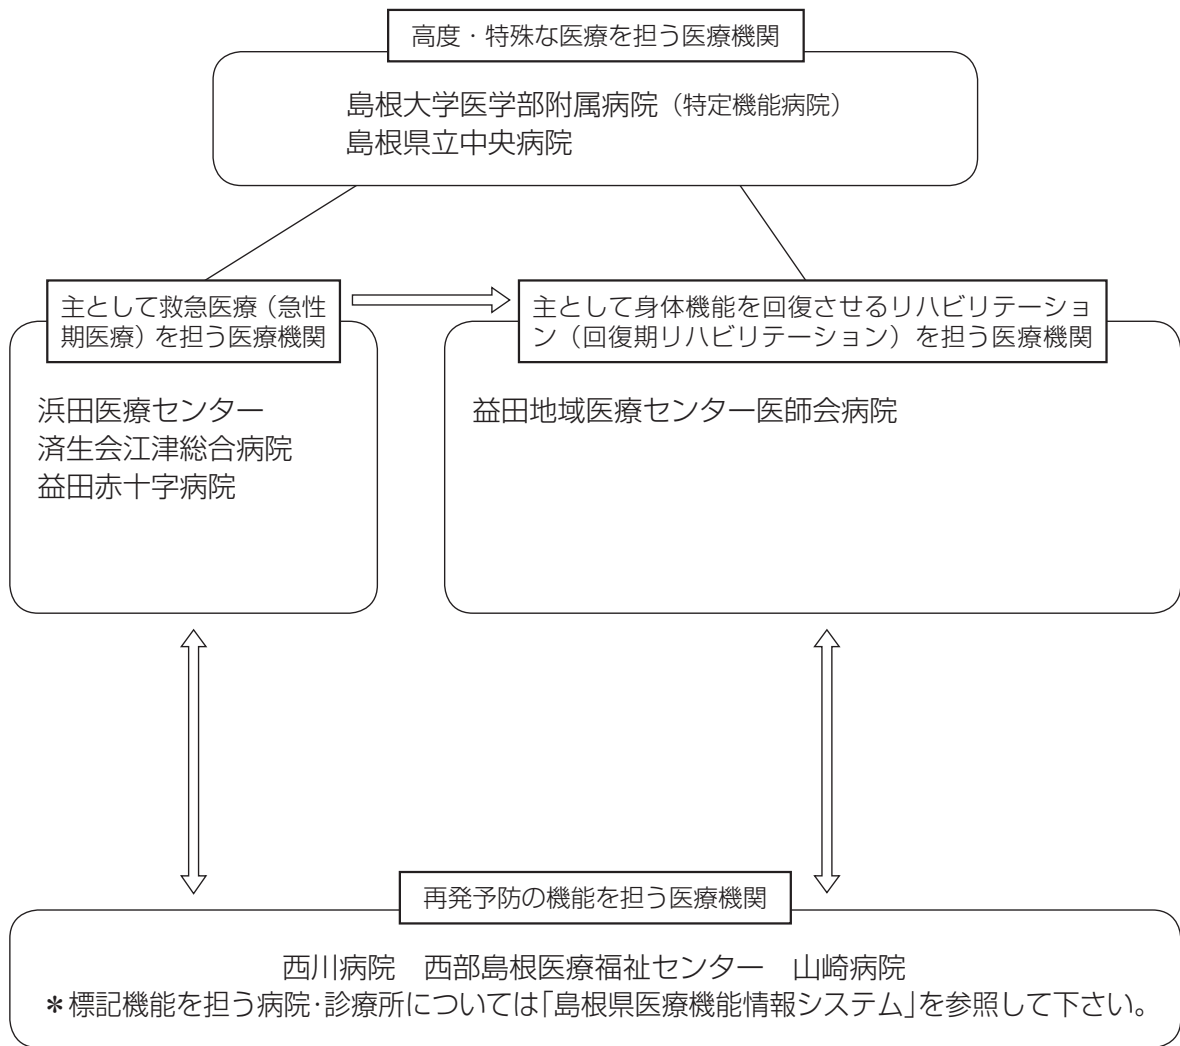 高度・特殊な医療を担う医療機関
島根大学医学部附属病院（特定機能病院）
島根県立中央病院
主として救急医療（急性
期医療）を担う医療機関
浜田医療センター
済生会江津総合病院
益田赤十字病院
主として身体機能を回復させるリハビリテーショ
ン（回復期リハビリテーション）を担う医療機関
益田地域医療センター医師会病院
再発予防の機能を担う医療機関
西川病院　西部島根医療福祉センター　山崎病院
＊標記機能を担う病院・診療所については「島根県医療機能情報システム」を参照して下さい。